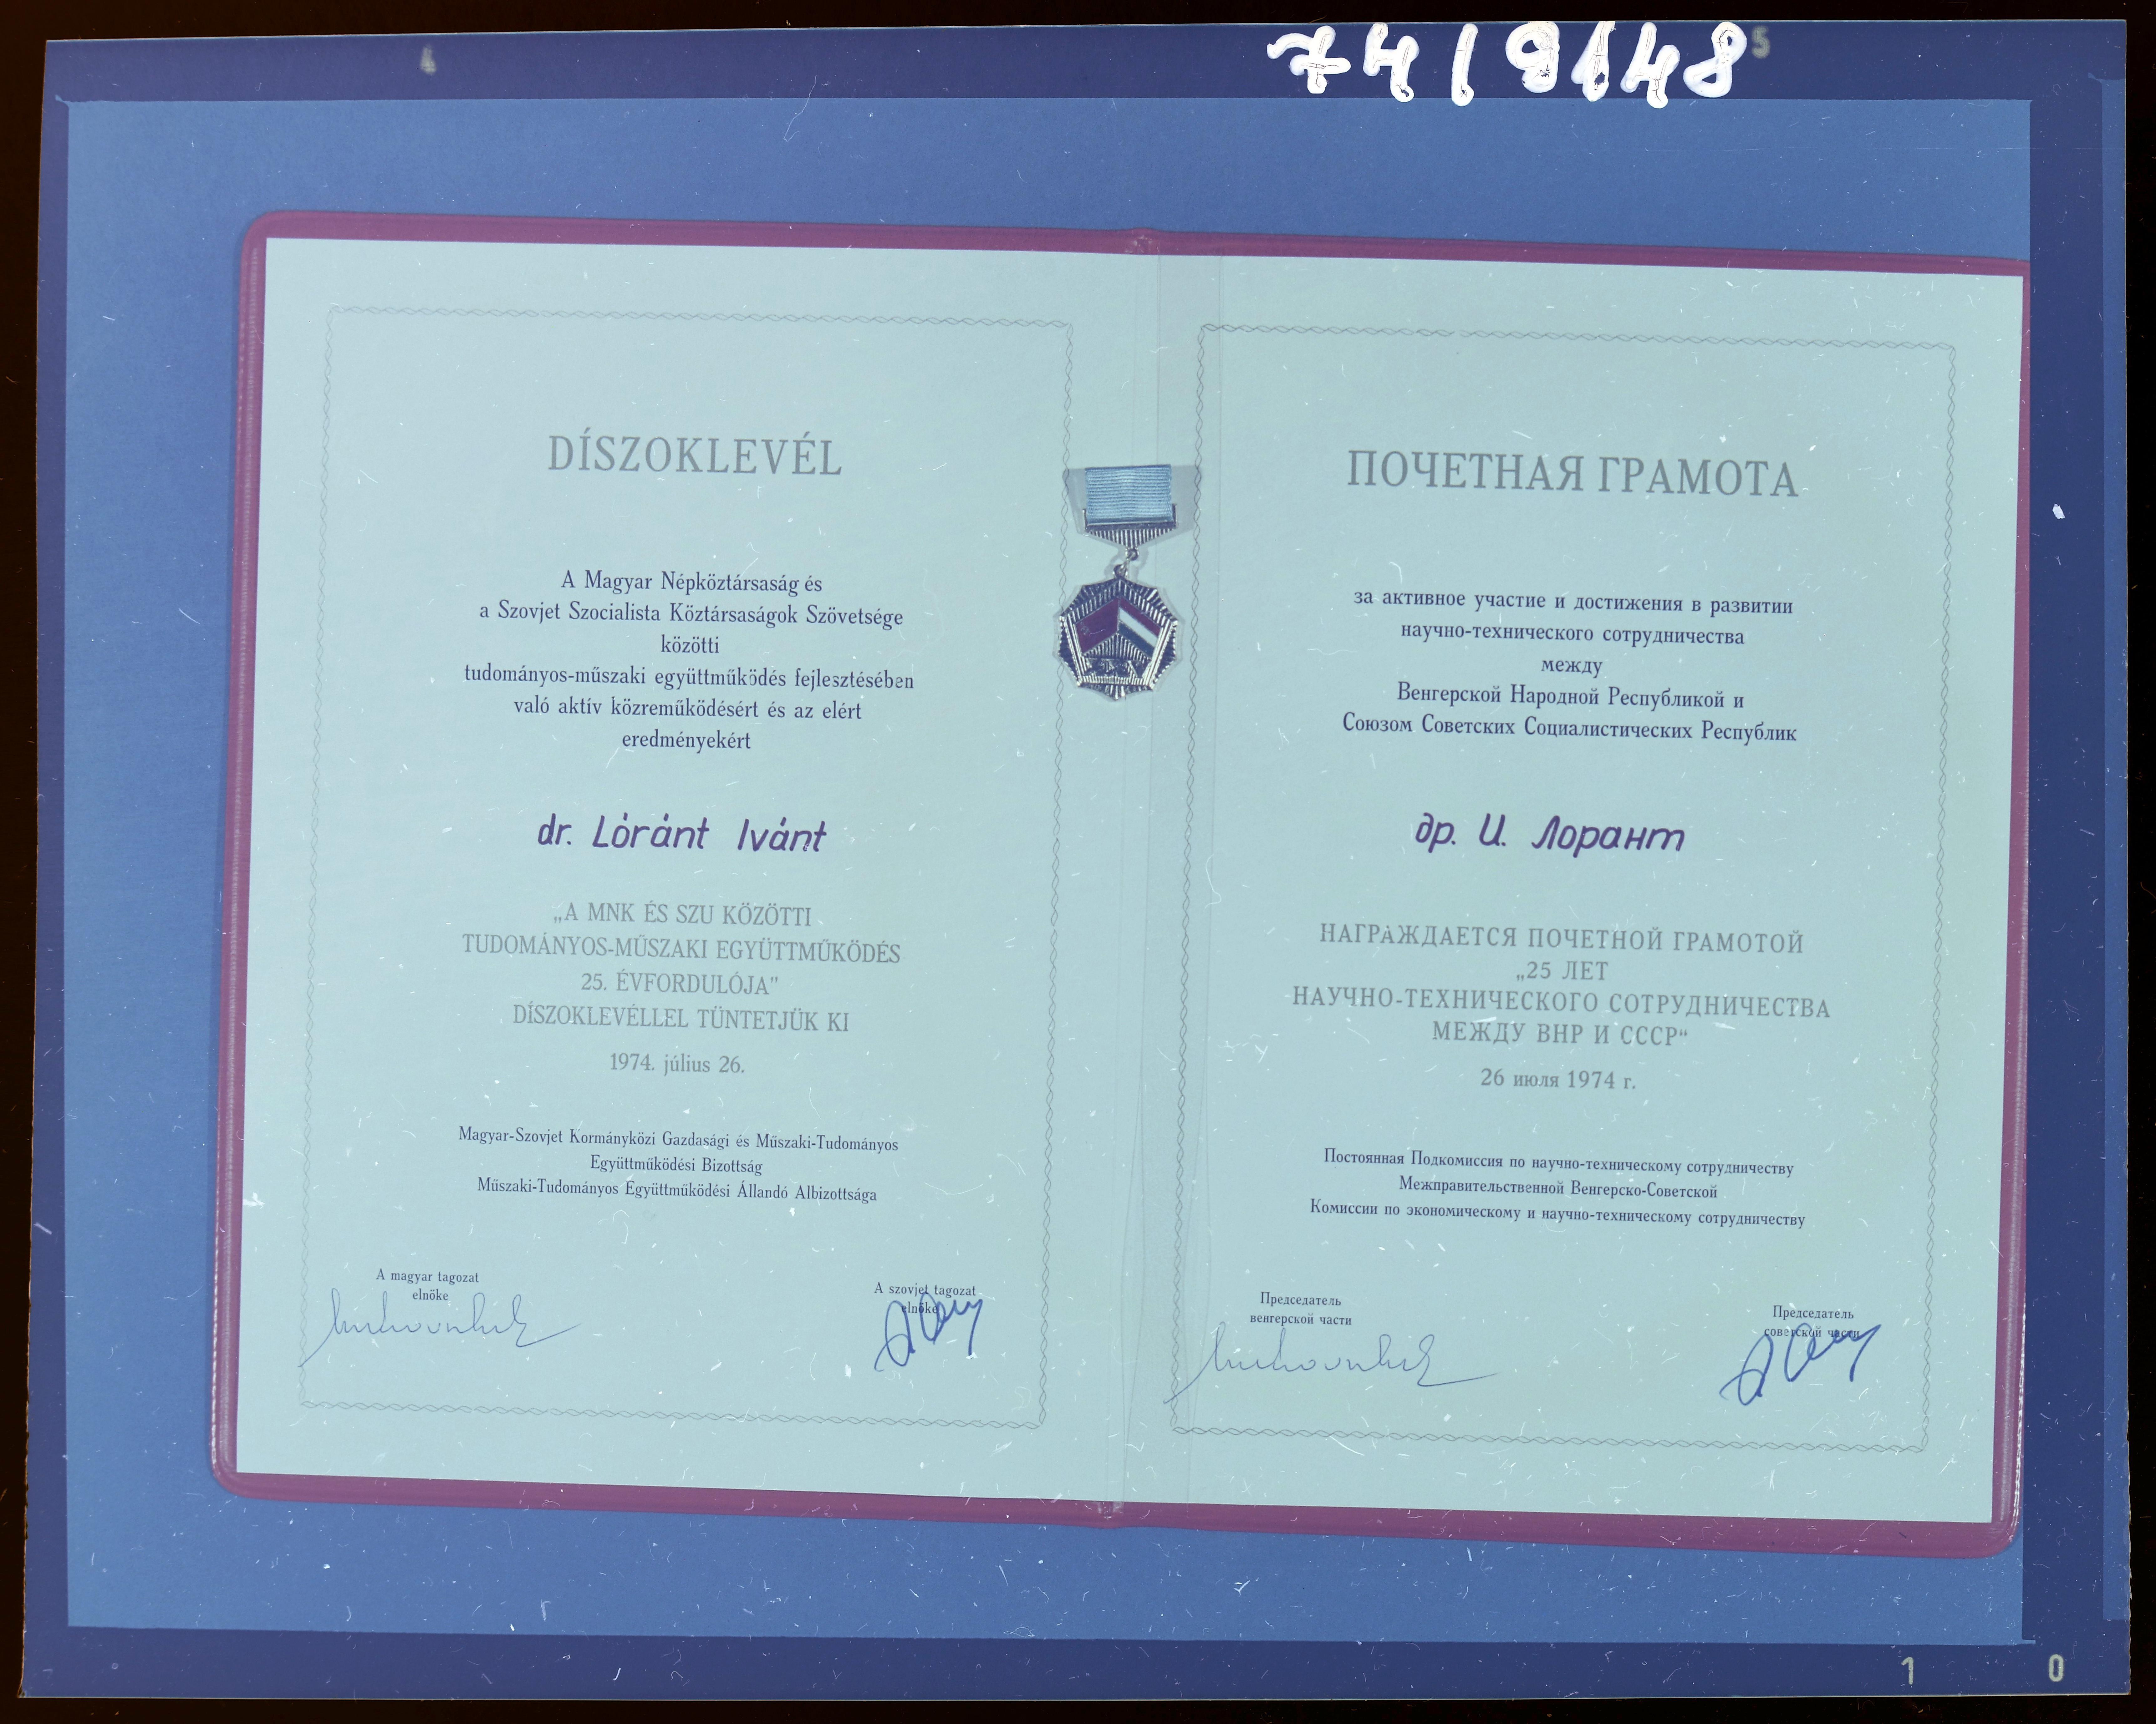 4
74/9/48
5
DÍSZOKLEVÉL
A Magyar Népköztársaság és
a Szovjet Szocialista Köztársaságok Szövetsége
közötti
tudományos-műszaki együttműködés fejlesztésében
való aktív közreműködésért és az elért
eredményekért
dr. Lóránt Ivánt
„A MNK ÉS SZU KÖZÖTTI
TUDOMÁNYOS-MŰSZAKI EGYÜTTMŰKÖDÉS
25. ÉVFORDULÓJA"
DÍSZOKLEVÉLLEL TÜNTETJÜK KI
1974. július 26.
Magyar-Szovjet Kormányközi Gazdasági és Műszaki-Tudományos
Együttműködési Bizottság
Műszaki-Tudományos Együttműködési Állandó Albizottsága
A magyar tagozat
elnöke
A szovjet tagozat
elnöke
ПОЧЕТНАЯ ГРАМОТА
за активное участие и достижения в развитии
научно-технического сотрудничества
между
Венгерской Народной Республикой и
Союзом Советских Социалистических Республик
др. И. Лорант
НАГРАЖДАЕТСЯ ПОЧЕТНОЙ ГРАМОТОЙ
„25 ЛЕТ
НАУЧНО-ТЕХНИЧЕСКОГО СОТРУДНИЧЕСТВА
МЕЖДУ ВНР И СССР“
26 июля 1974 г.
Постоянная Подкомиссия по научно-техническому сотрудничеству
Межправительственной Венгерско-Советской
Комиссии по экономическому и научно-техническому сотрудничеству
Председатель
венгерской части
Председатель
советской части
1 0